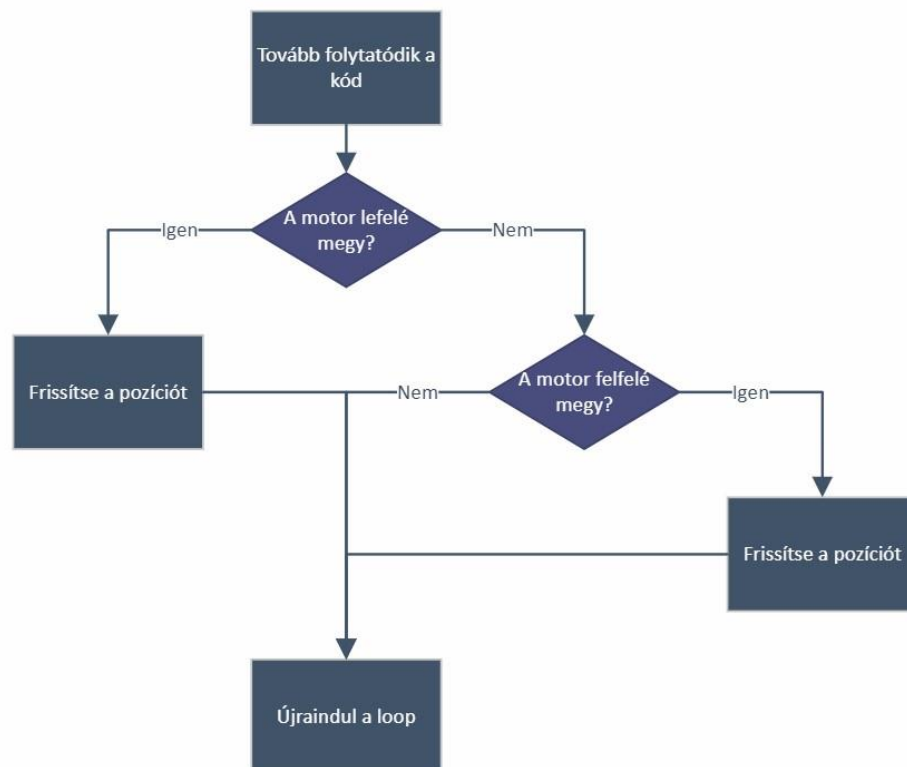 Tovább folytatódik a
kód
A motor lefelé
megy?
Igen
Nem
Frissítse a pozíciót
A motor felfelé
megy?
Nem
Igen
Frissítse a pozíciót
Újraindul a loop